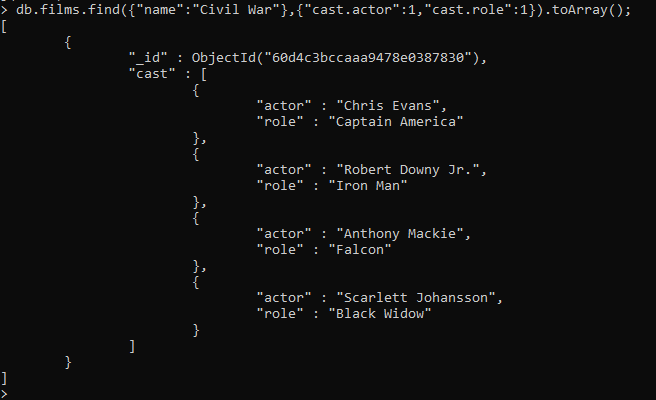 > db.films.find({"name":"Civil War"},{"cast.actor":1,"cast.role":1}).toArray();
[
        {
                "_id" : ObjectId("60d4c3bccaaa9478e0387830"),
                "cast" : [
                        {
                                "actor" : "Chris Evans",
                                "role" : "Captain America"
                        },
                        {
                                "actor" : "Robert Downy Jr.",
                                "role" : "Iron Man"
                        },
                        {
                                "actor" : "Anthony Mackie",
                                "role" : "Falcon"
                        },
                        {
                                "actor" : "Scarlett Johansson",
                                "role" : "Black Widow"
                        }
                ]
        }
]
>